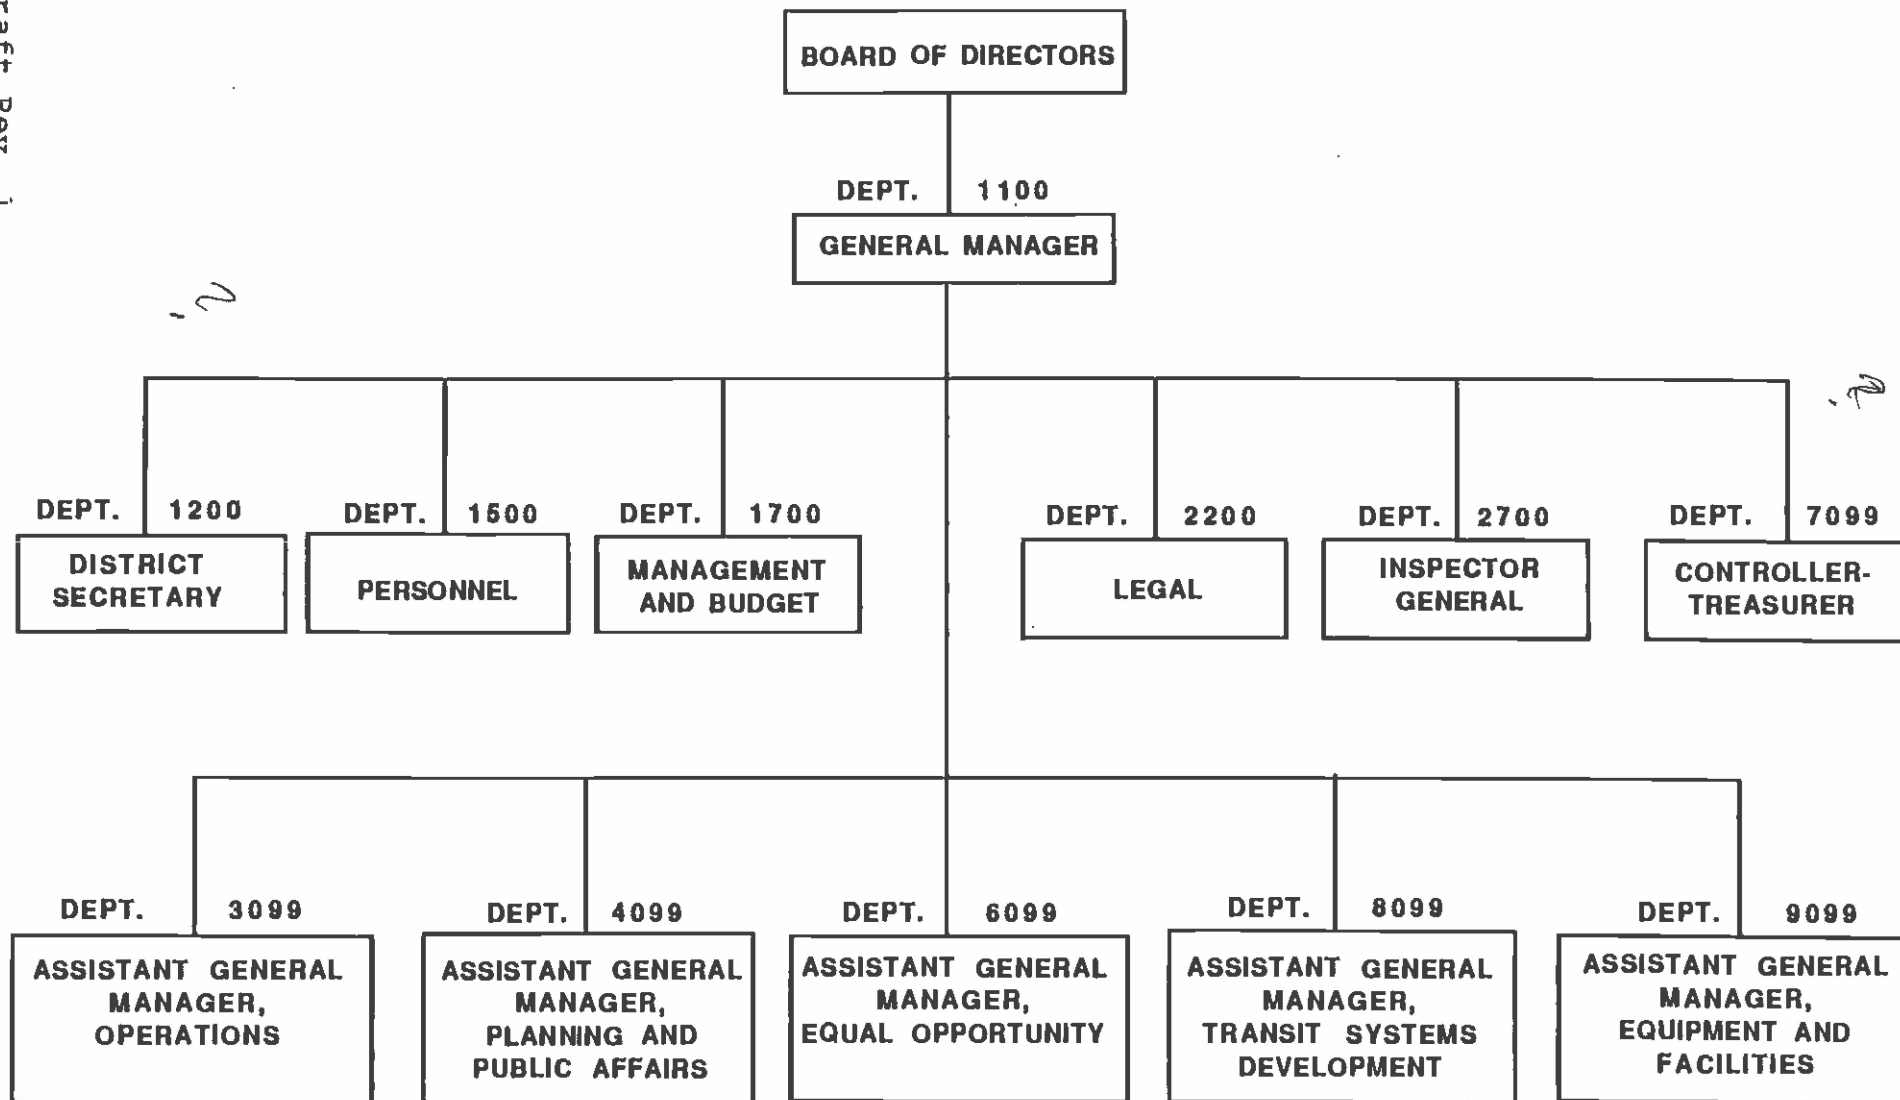 BOARD OF DIRECTORS
DEPT. 1100
GENERAL MANAGER
DEPT. 1200
DISTRICT
SECRETARY
DEPT. 1500
PERSONNEL
DEPT. 1700
MANAGEMENT
AND BUDGET
DEPT. 2200
LEGAL
DEPT. 2700
INSPECTOR
GENERAL
DEPT. 7099
CONTROLLER-
TREASURER
DEPT. 3099
ASSISTANT GENERAL
MANAGER,
OPERATIONS
DEPT. 4099
ASSISTANT GENERAL
MANAGER,
PLANNING AND
PUBLIC AFFAIRS
DEPT. 6099
ASSISTANT GENERAL
MANAGER,
EQUAL OPPORTUNITY
DEPT. 8099
ASSISTANT GENERAL
MANAGER,
TRANSIT SYSTEMS
DEVELOPMENT
DEPT. 9099
ASSISTANT GENERAL
MANAGER,
EQUIPMENT AND
FACILITIES